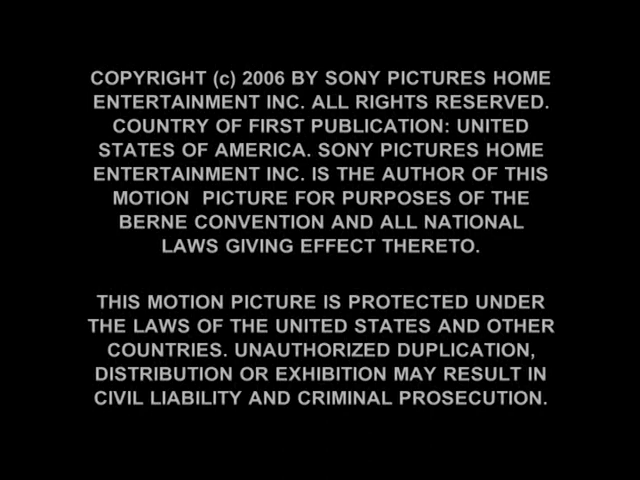 COPYRIGHT (c) 2006 BY SONY PICTURES HOME
ENTERTAINMENT INC. ALL RIGHTS RESERVED.
COUNTRY OF FIRST PUBLICATION: UNITED
STATES OF AMERICA. SONY PICTURES HOME
ENTERTAINMENT INC. IS THE AUTHOR OF THIS
MOTION  PICTURE FOR PURPOSES OF THE
BERNE CONVENTION AND ALL NATIONAL
LAWS GIVING EFFECT THERETO.
THIS MOTION PICTURE IS PROTECTED UNDER
THE LAWS OF THE UNITED STATES AND OTHER
COUNTRIES. UNAUTHORIZED DUPLICATION,
DISTRIBUTION OR EXHIBITION MAY RESULT IN
CIVIL LIABILITY AND CRIMINAL PROSECUTION.